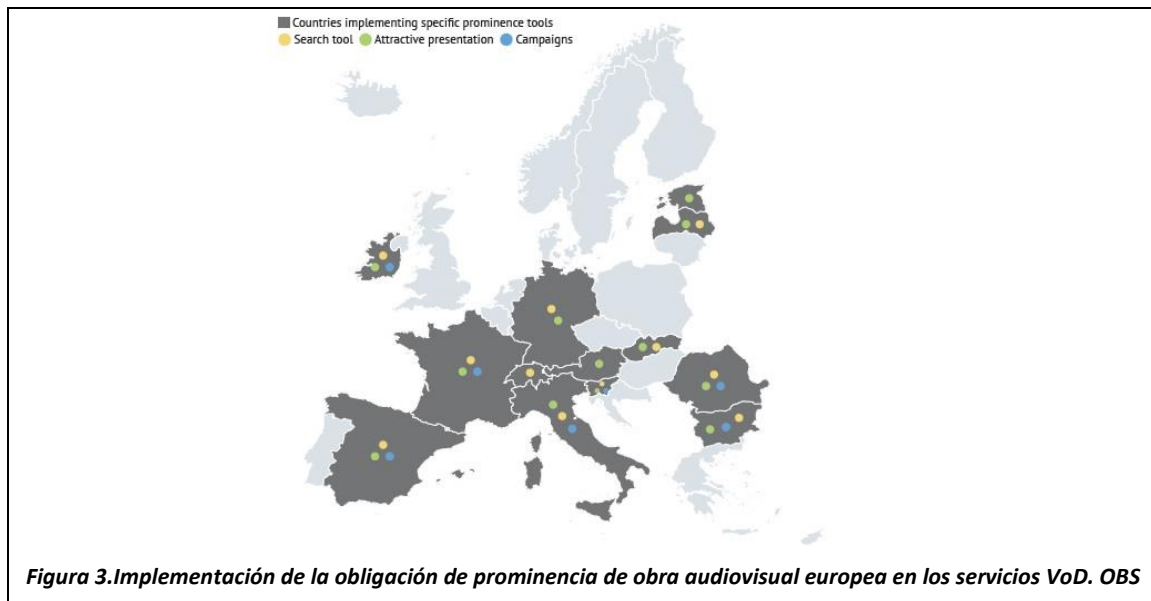 Countries implementing specific prominence tools
Search tool Attractive presentation Campaigns
Figura 3.Implementación de la obligación de prominencia de obra audiovisual europea en los servicios VoD. OBS